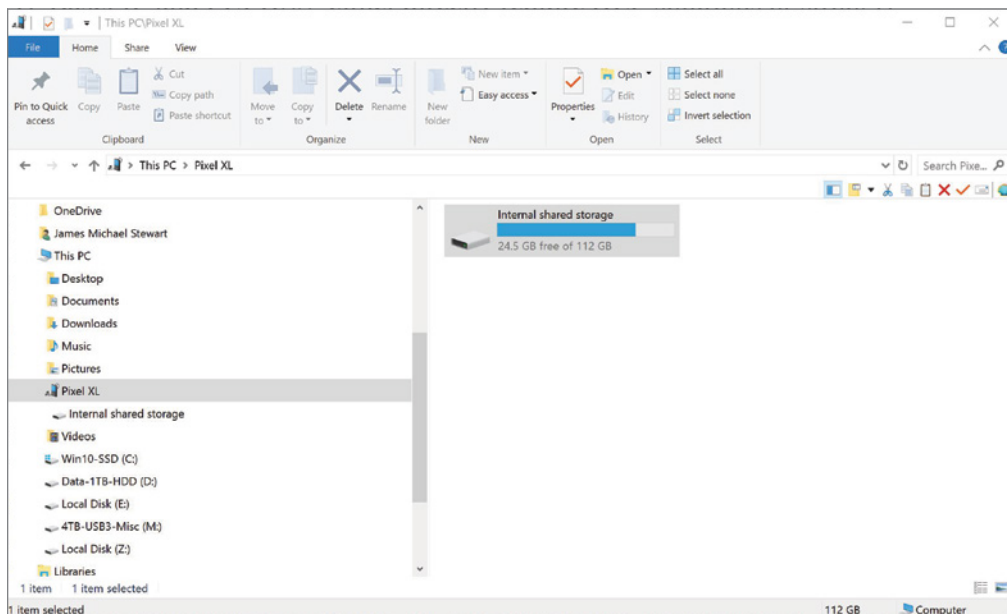 This PC\Pixel XL
File Home Share View
Pin to Quick access
Copy
Paste
Cut
Copy path
Paste shortcut
Clipboard
Move to
Copy to
Delete
Rename
Organize
New folder
New item
Easy access
New
Properties
Open
Edit
History
Open
Select all
Select none
Invert selection
Select
This PC > Pixel XL
Search Pixe...
OneDrive
James Michael Stewart
This PC
Desktop
Documents
Downloads
Music
Pictures
Pixel XL
Internal shared storage
Videos
Win10-SSD (C:)
Data-1TB-HDD (D:)
Local Disk (E:)
4TB-USB3-Misc (M:)
Local Disk (Z:)
Libraries
Internal shared storage
24.5 GB free of 112 GB
1 item 1 item selected
1 item selected 112 GB Computer